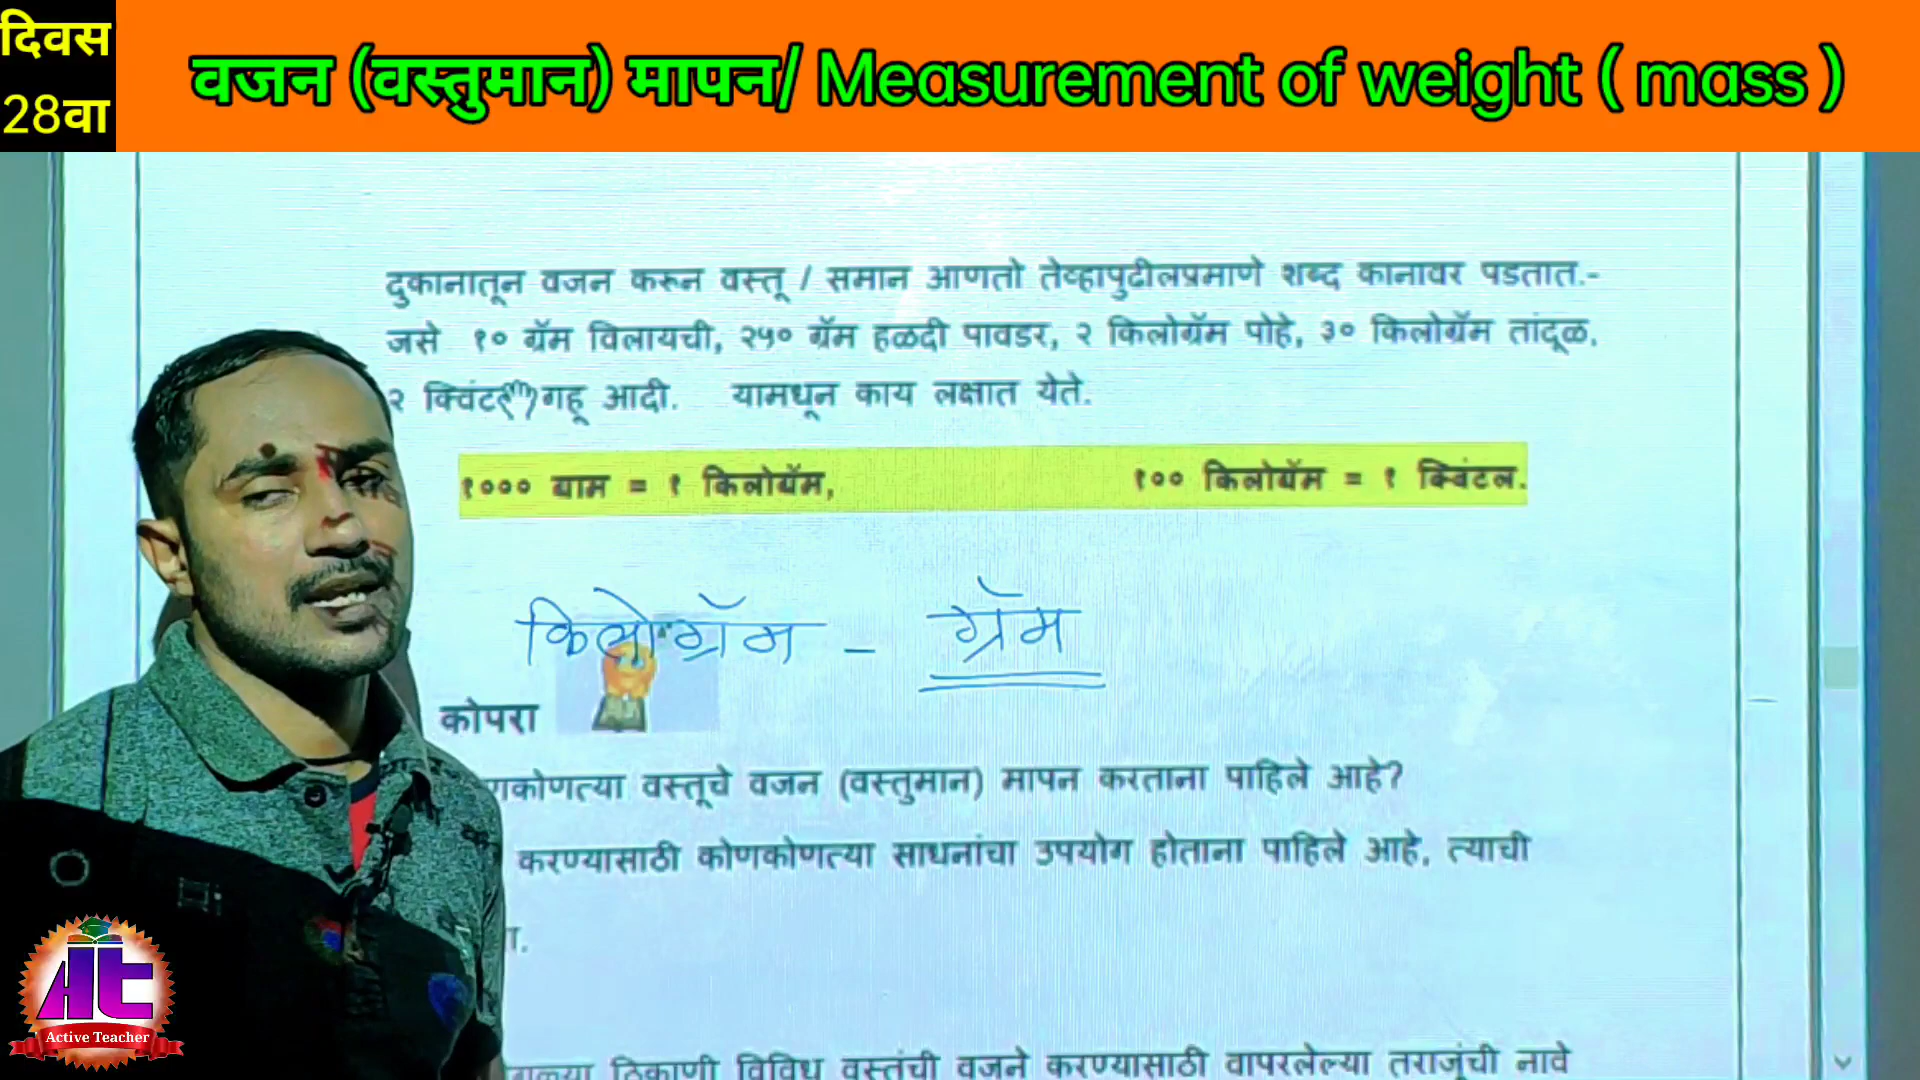 दिवस
28वा
वजन (वस्तुमान) मापन/ Measurement of weight ( mass )
दुकानातून वजन करून वस्तू / समान आणतो तेव्हापुढीलप्रमाणे शब्द कानावर पडतात.-
जसे १० ग्रॅम विलायची, २५० ग्रॅम हळदी पावडर, २ किलोग्रॅम पोहे, ३० किलोग्रॅम तांदूळ,
२ क्विंटल गहू आदी. यामधून काय लक्षात येते.
१००० ग्राम = १ किलोग्रॅम, १०० किलोग्रॅम = १ क्विंटल.
किलोग्रॅम - ग्रॅम
कोपरा
वस्तूचे वजन (वस्तुमान) मापन करताना पाहिले आहे?
करण्यासाठी कोणकोणत्या साधनांचा उपयोग होताना पाहिले आहे, त्याची
ठिकाणी विविध वस्तंची वजने करण्यासाठी वापरलेल्या तराजूंची नावे
At
Active Teacher